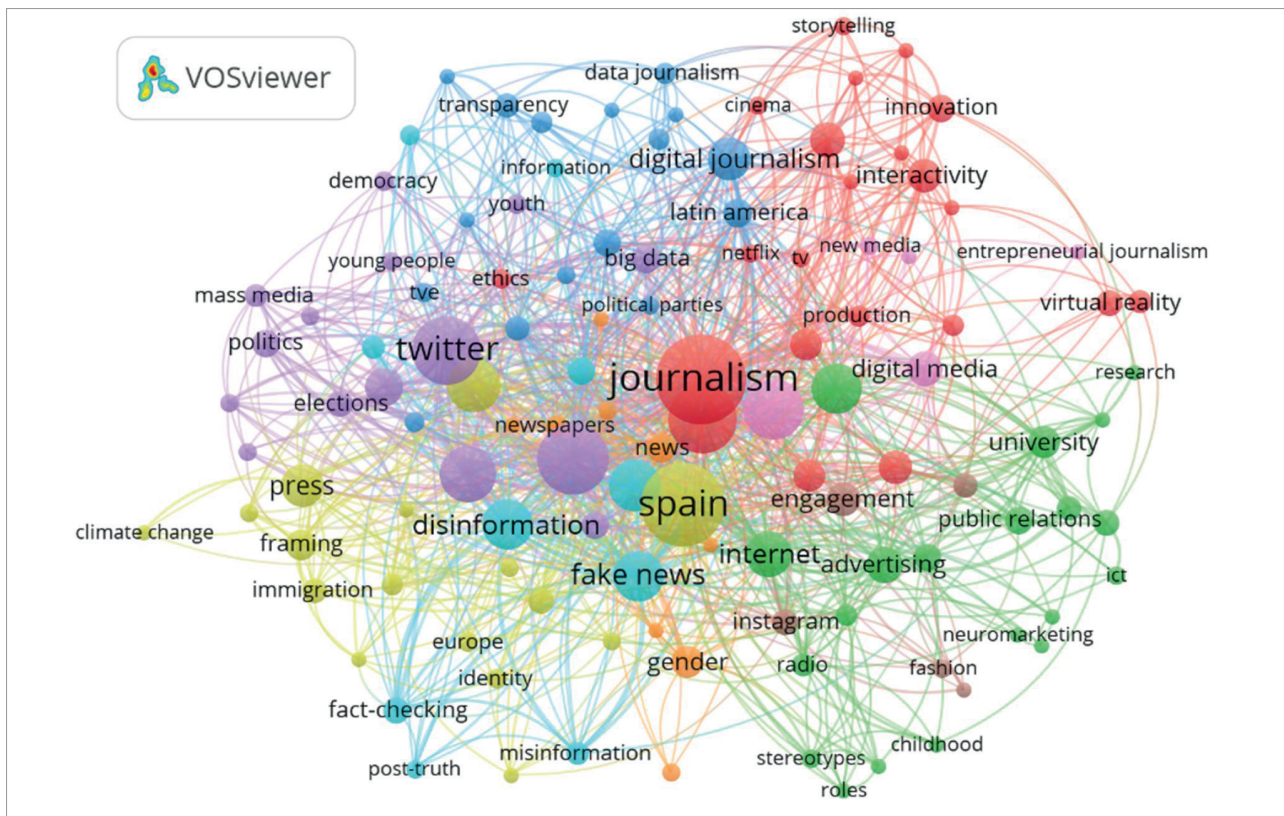 storytelling
VOSviewer
data journalism
transparency
cinema
innovation
digital journalism
information
interactivity
democracy
youth
latin america
new media
entrepreneurial journalism
netflix
tv
big data
young people
ethics
tve
mass media
political parties
virtual reality
production
politics
twitter
journalism
digital media
research
elections
newspapers
university
news
press
engagement
spain
public relations
disinformation
climate change
framing
internet
advertising
fake news
ict
immigration
instagram
neuromarketing
europe
gender
radio
fashion
identity
fact-checking
misinformation
childhood
stereotypes
post-truth
roles